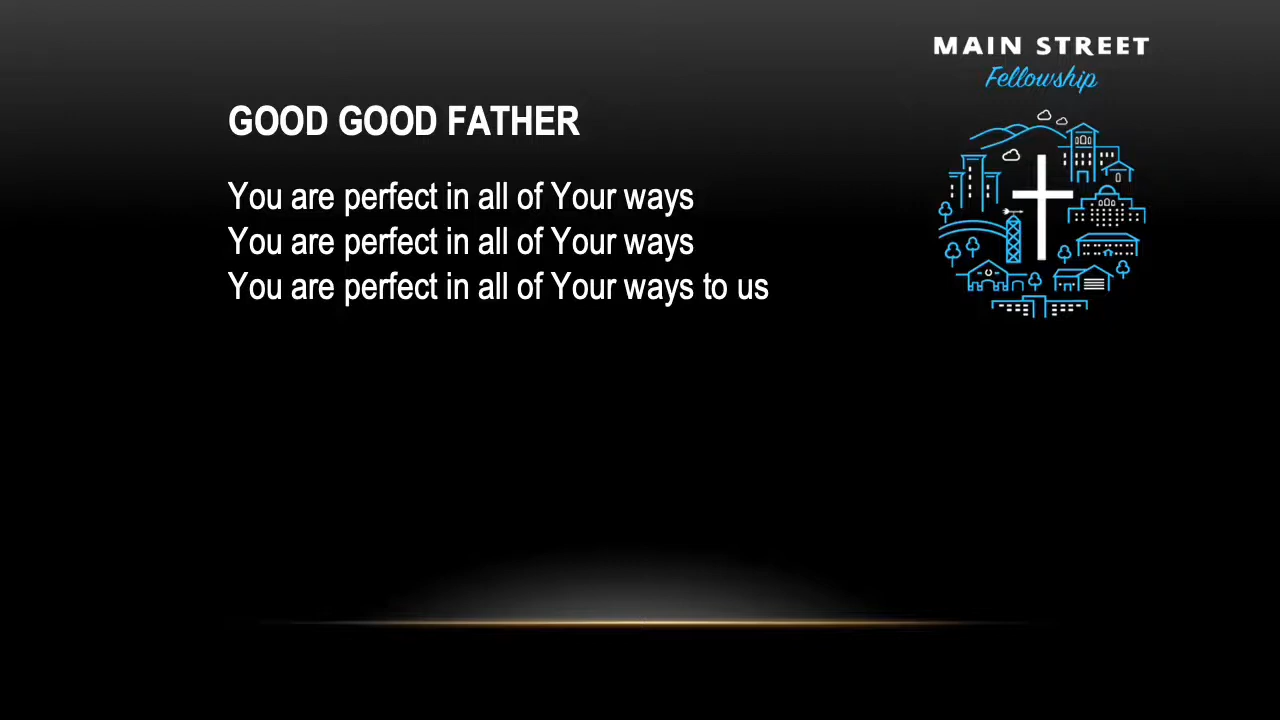 MAIN STREET
Fellowship
GOOD GOOD FATHER
You are perfect in all of Your ways
You are perfect in all of Your ways
You are perfect in all of Your ways to us